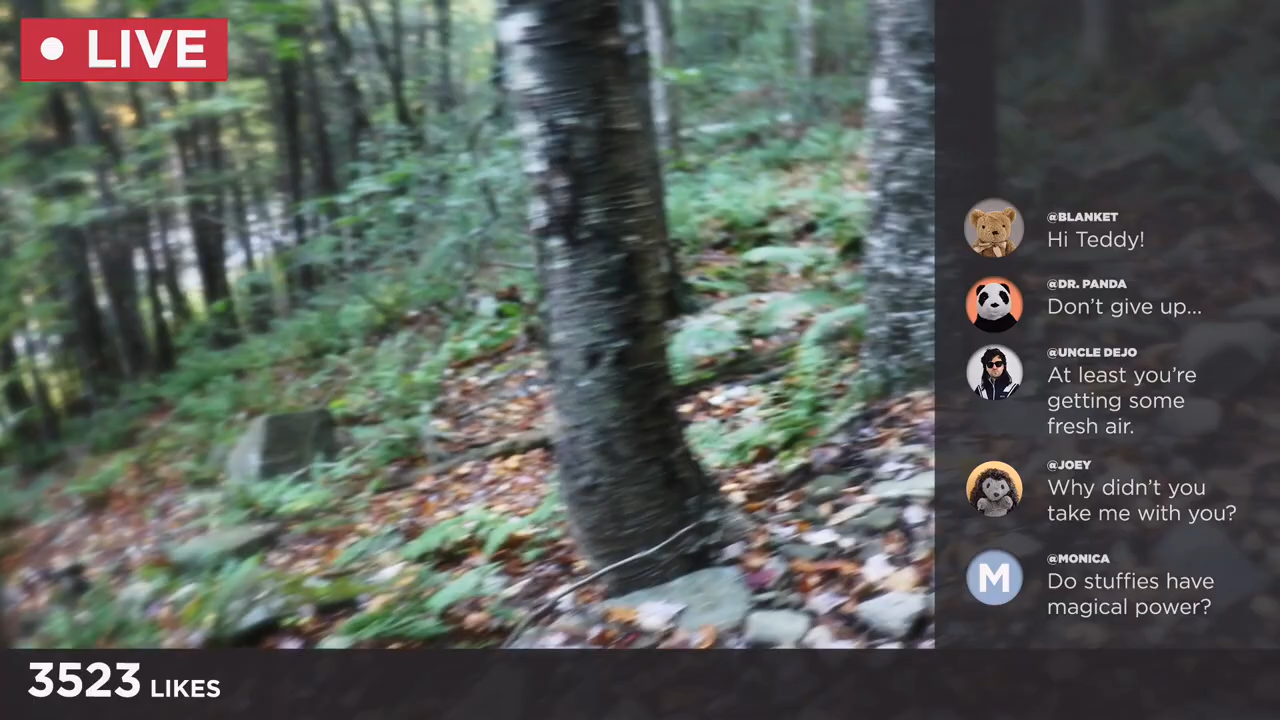 LIVE
@BLANKET
Hi Teddy!
@DR. PANDA
Don't give up...
@UNCLE DEJO
At least you're
getting some
fresh air.
@JOEY
Why didn't you
take me with you?
@MONICA
M
Do stuffies have
magical power?
3523 LIKES